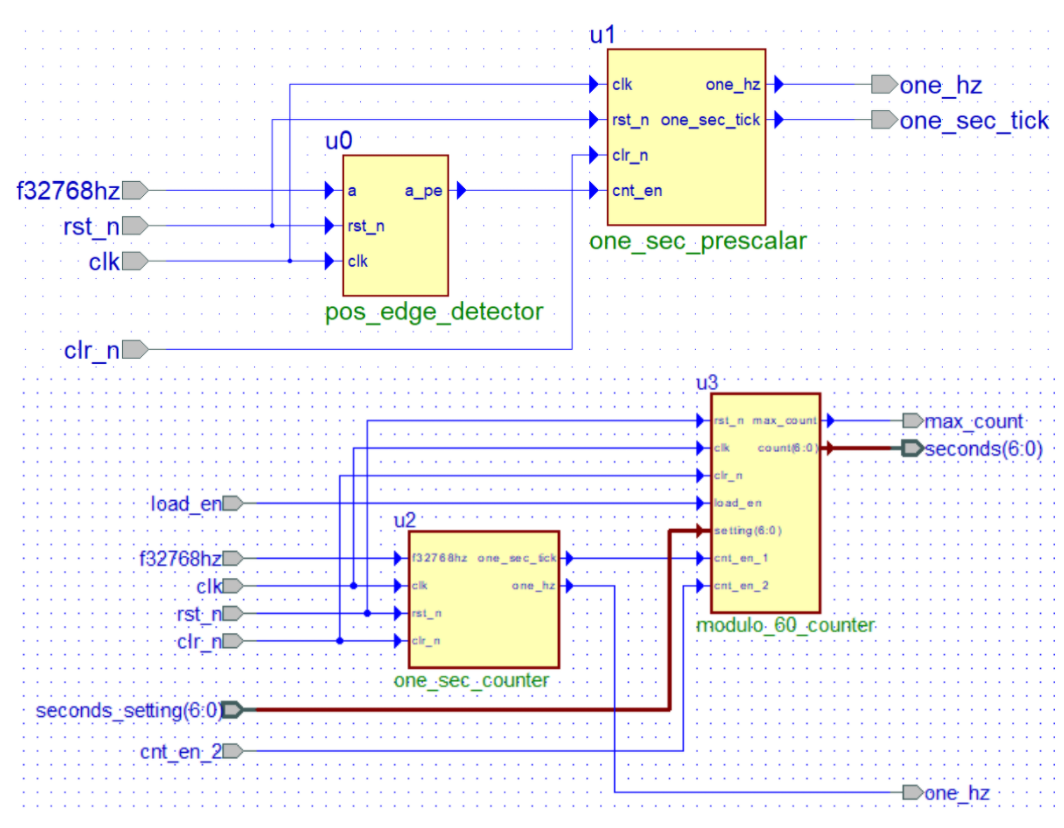 u1
clk one_hz
one_hz
rst_n one_sec_tick
one_sec_tick
clr_n
cnt_en
one_sec_prescalar
u0
f32768hz
a a_pe
rst_n
rst_n
clk
clk
pos_edge_detector
clr_n
u3
rst_n max_count
max_count
clk count(6:0)
seconds(6:0)
clr_n
load_en
load_en
setting(6:0)
cnt_en_1
cnt_en_2
modulo_60_counter
u2
f32768hz
f32768hz one_sec_tick
clk
clk one_hz
rst_n
rst_n
clr_n
clr_n
one_sec_counter
seconds_setting(6:0)
cnt_en_2
one_hz